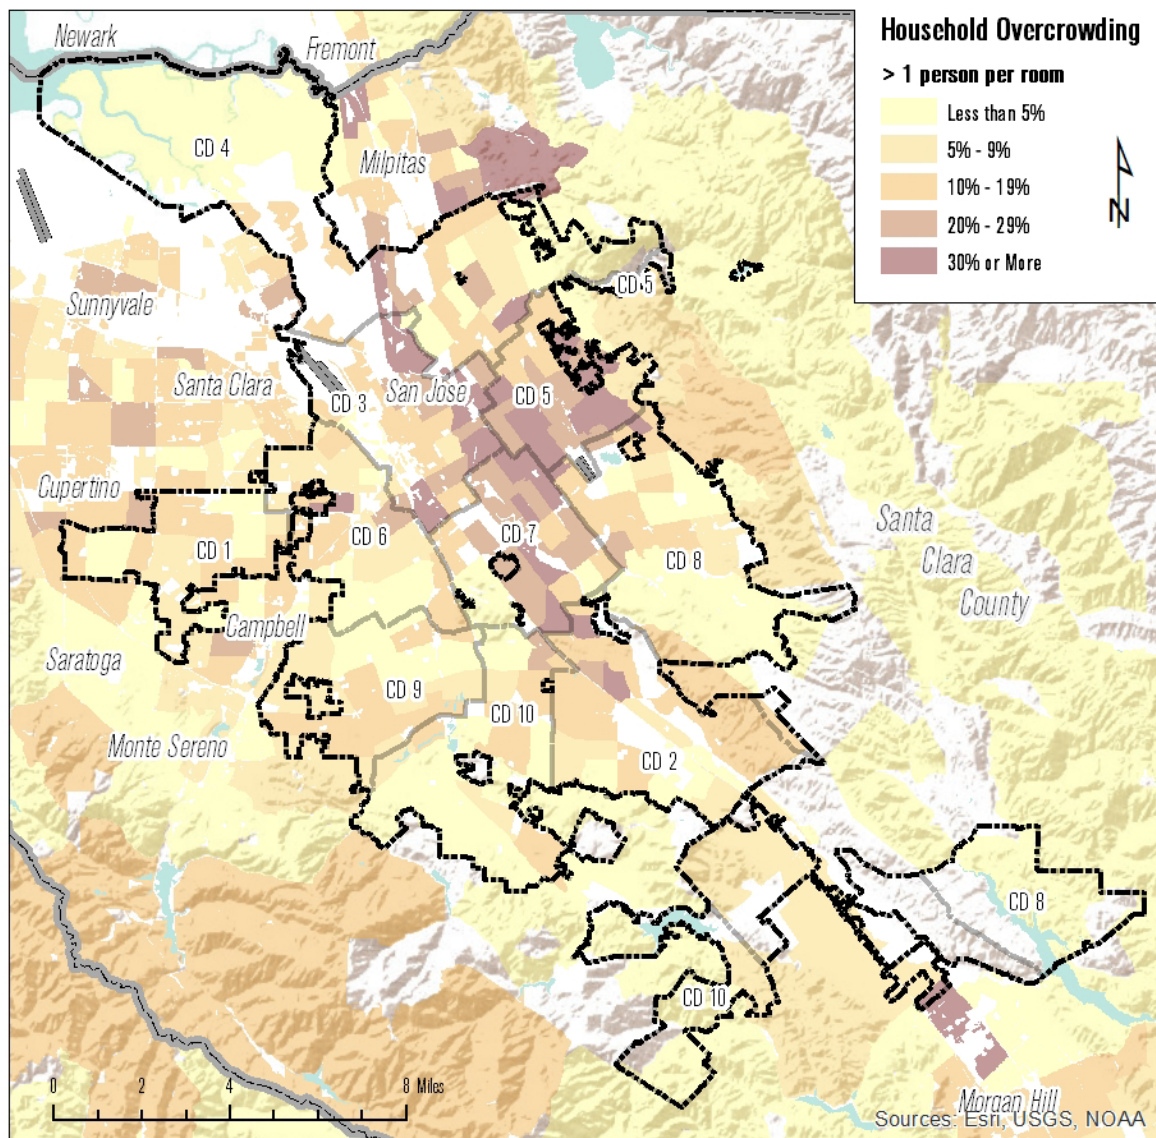 Household Overcrowding
> 1 person per room
Less than 5%
5% - 9%
10% - 19%
20% - 29%
30% or More
N
Newark
Fremont
CD 4
Milpitas
CD 5
Sunnyvale
Santa Clara
San Jose
CD 5
CD 3
Cupertino
CD 1
CD 6
CD 7
CD 8
Santa
Clara
County
Campbell
Saratoga
CD 9
CD 10
Monte Sereno
CD 2
CD 8
CD 10
0 2 4 8 Miles
Morgan Hill
Sources: Esri, USGS, NOAA